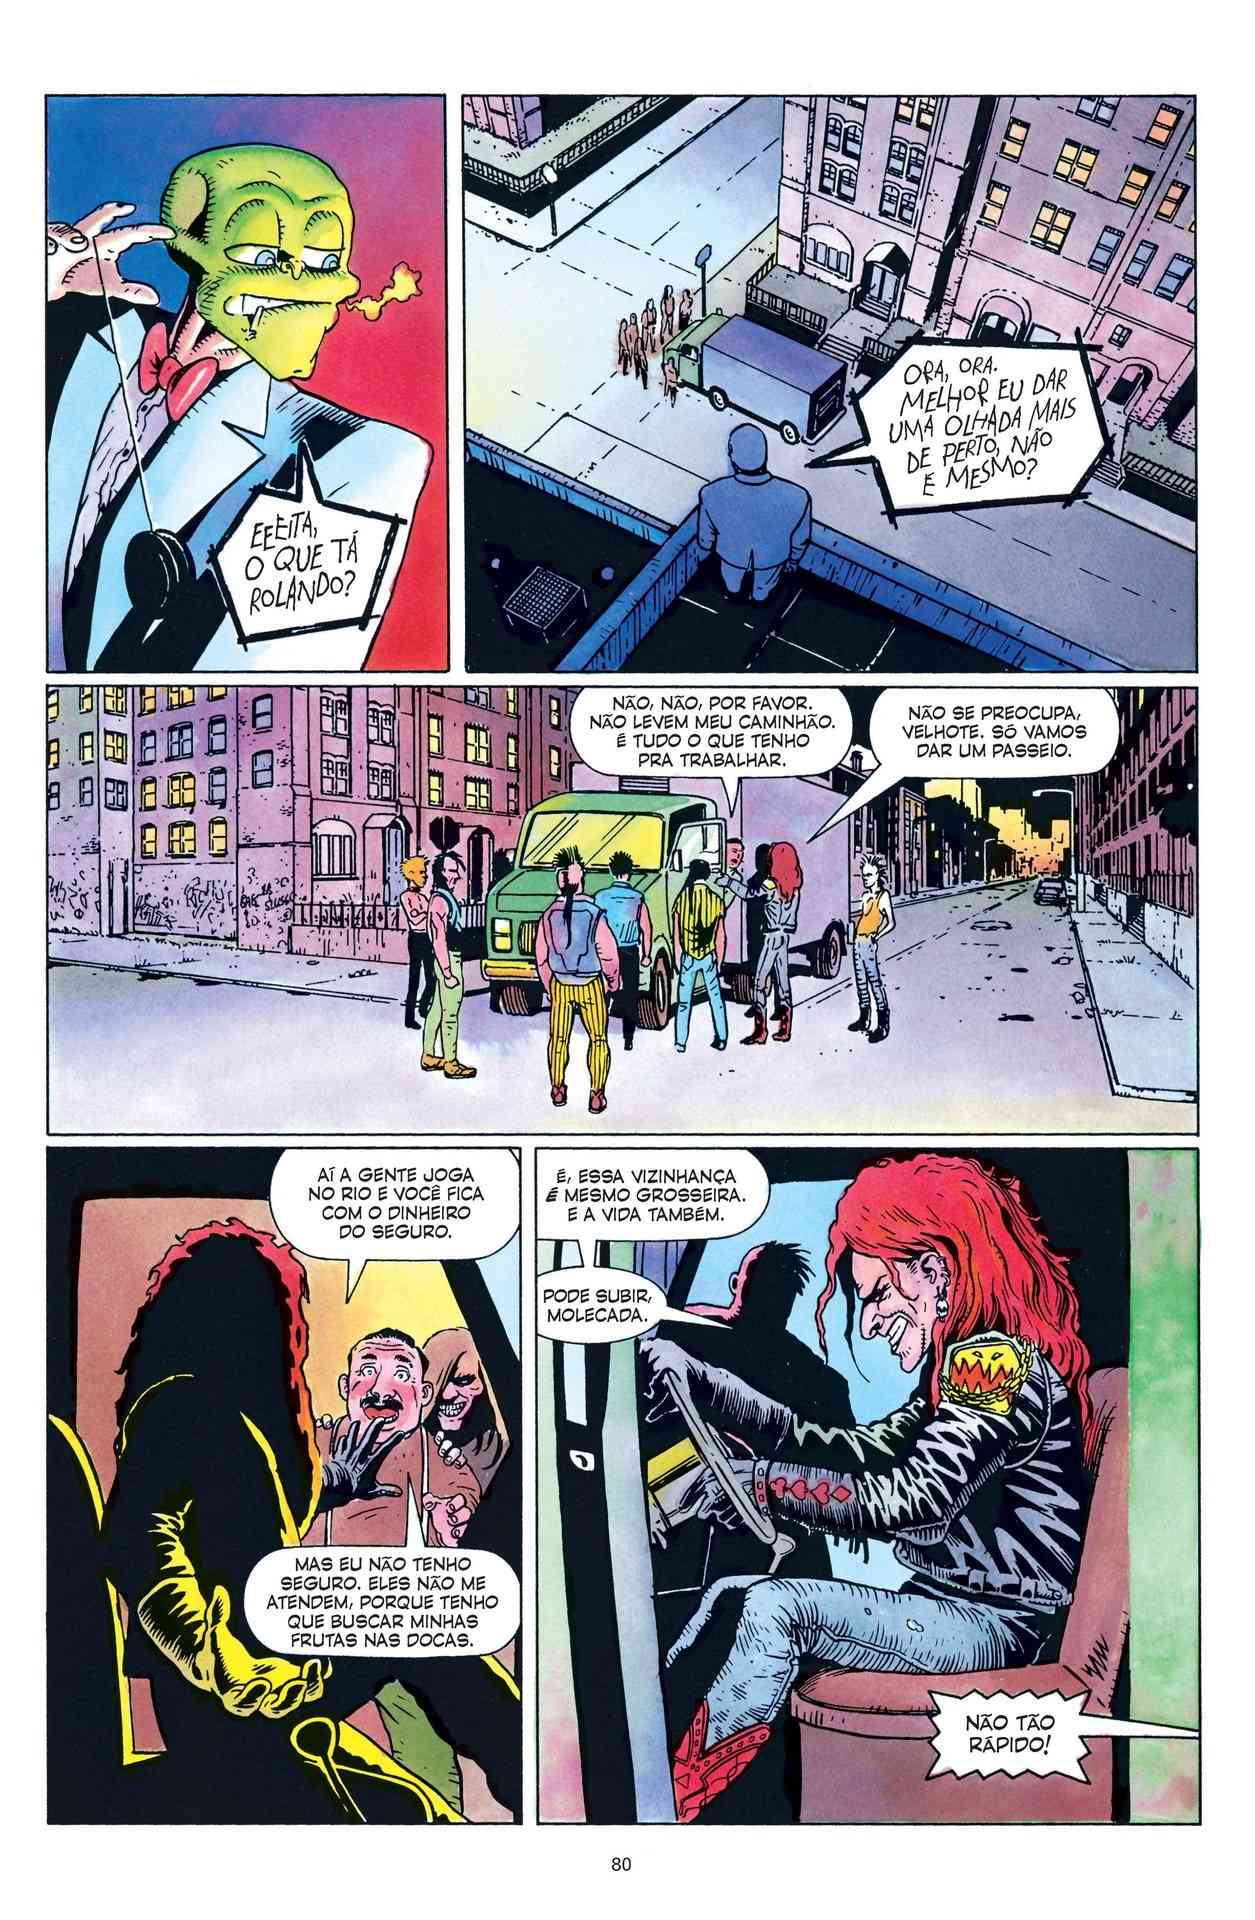 EEEITA,
O QUE TÁ
ROLANDO?
ORA, ORA.
MELHOR EU DAR
UMA OLHADA MAIS
DE PERTO, NÃO
É MESMO?
NÃO, NÃO, POR FAVOR.
NÃO LEVEM MEU CAMINHÃO.
É TUDO O QUE TENHO
PRA TRABALHAR.
NÃO SE PREOCUPA,
VELHOTE. SÓ VAMOS
DAR UM PASSEIO.
AÍ A GENTE JOGA
NO RIO E VOCÊ FICA
COM O DINHEIRO
DO SEGURO.
MAS EU NÃO TENHO
SEGURO. ELES NÃO ME
ATENDEM, PORQUE TENHO
QUE BUSCAR MINHAS
FRUTAS NAS DOCAS.
É, ESSA VIZINHANÇA
É MESMO GROSSEIRA.
E A VIDA TAMBÉM.
PODE SUBIR,
MOLECADA.
NÃO TÃO
RÁPIDO!
80